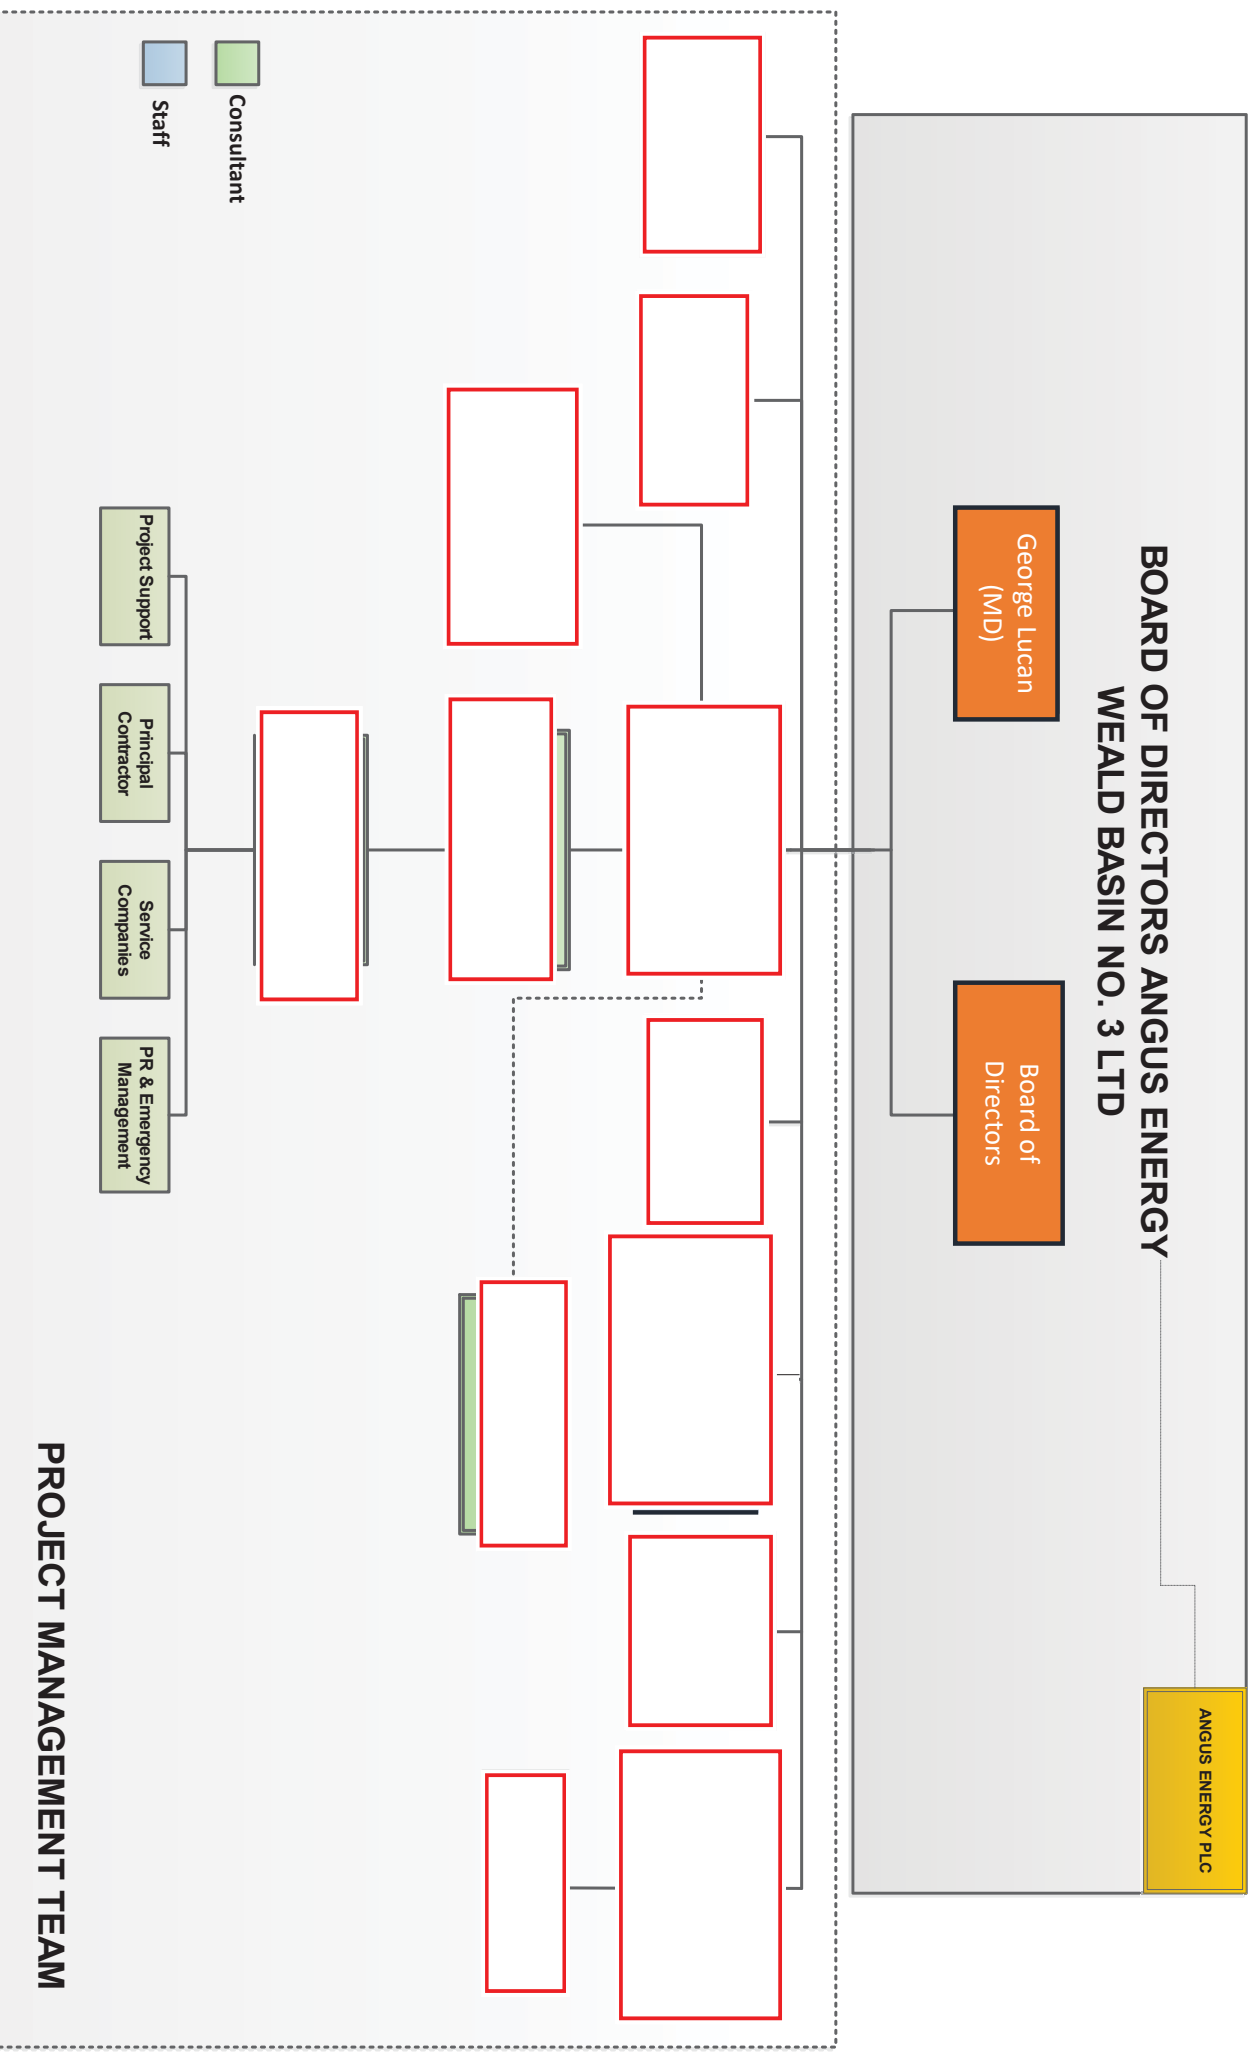 ANGUS ENERGY PLC
BOARD OF DIRECTORS ANGUS ENERGY
WEALD BASIN NO. 3 LTD
George Lucan
(MD)
Board of
Directors
Consultant
Staff
Project Support
Principal
Contractor
Service
Companies
PR & Emergency
Management
PROJECT MANAGEMENT TEAM